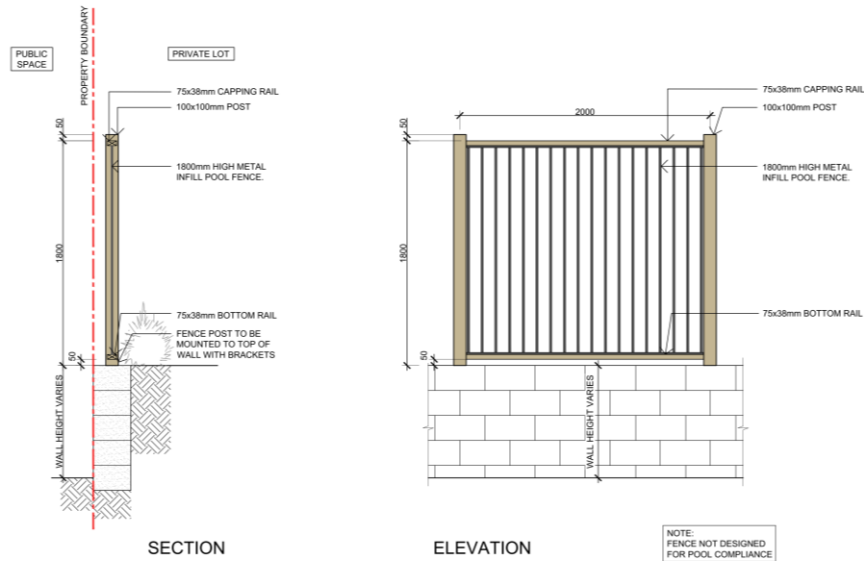 PUBLIC
SPACE
PROPERTY BOUNDARY
PRIVATE LOT
75x38mm CAPPING RAIL
100x100mm POST
50
1800mm HIGH METAL
INFILL POOL FENCE.
1800
75x38mm BOTTOM RAIL
FENCE POST TO BE
MOUNTED TO TOP OF
WALL WITH BRACKETS
50
WALL HEIGHT VARIES
SECTION
75x38mm CAPPING RAIL
100x100mm POST
2000
50
1800mm HIGH METAL
INFILL POOL FENCE.
1800
75x38mm BOTTOM RAIL
50
WALL HEIGHT VARIES
ELEVATION
NOTE:
FENCE NOT DESIGNED
FOR POOL COMPLIANCE